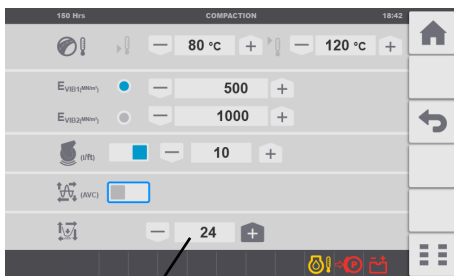 150 Hrs COMPACTION 18:42
80 °C 120 °C
EVIB1(MN/m²) 500
EVIB2(MN/m²) 1000
(I/ft) 10
(AVC)
24
P